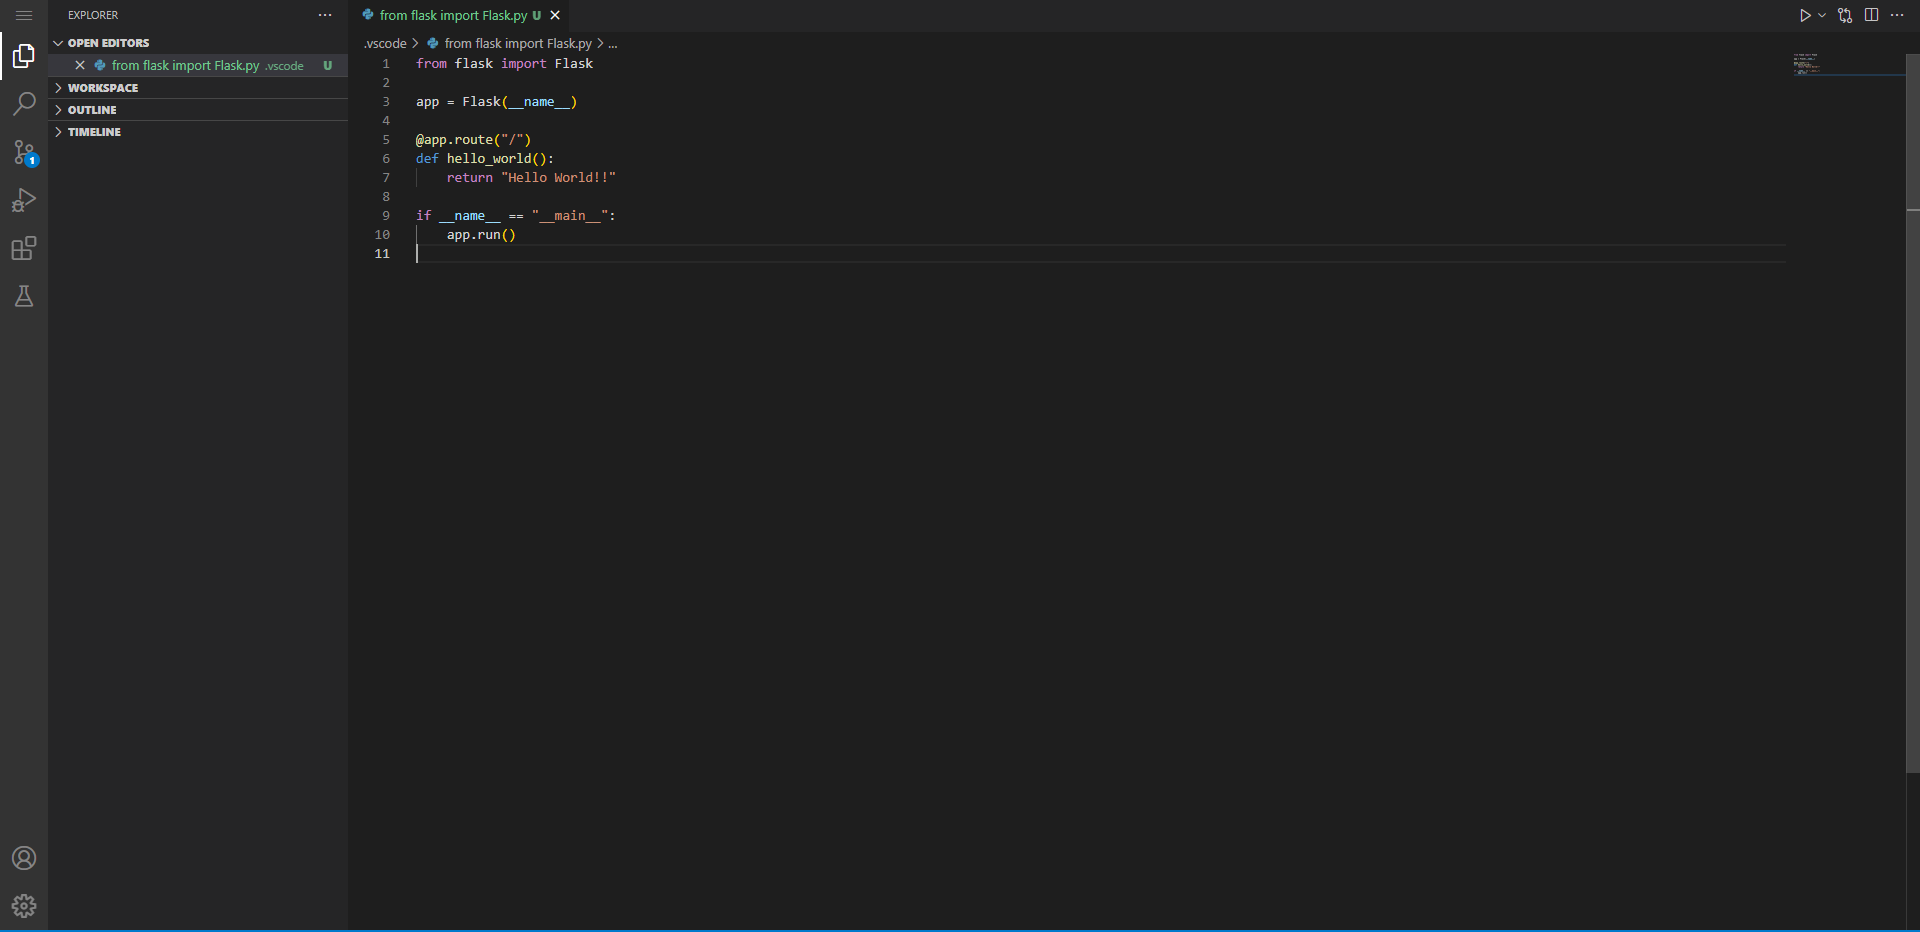 EXPLORER
OPEN EDITORS
from flask import Flask.py .vscode U
WORKSPACE
OUTLINE
TIMELINE
1
from flask import Flask.py U
.vscode > from flask import Flask.py > ...
1 from flask import Flask
2
3 app = Flask(__name__)
4
5 @app.route("/")
6 def hello_world():
7 return "Hello World!!"
8
9 if __name__ == "__main__":
10 app.run()
11